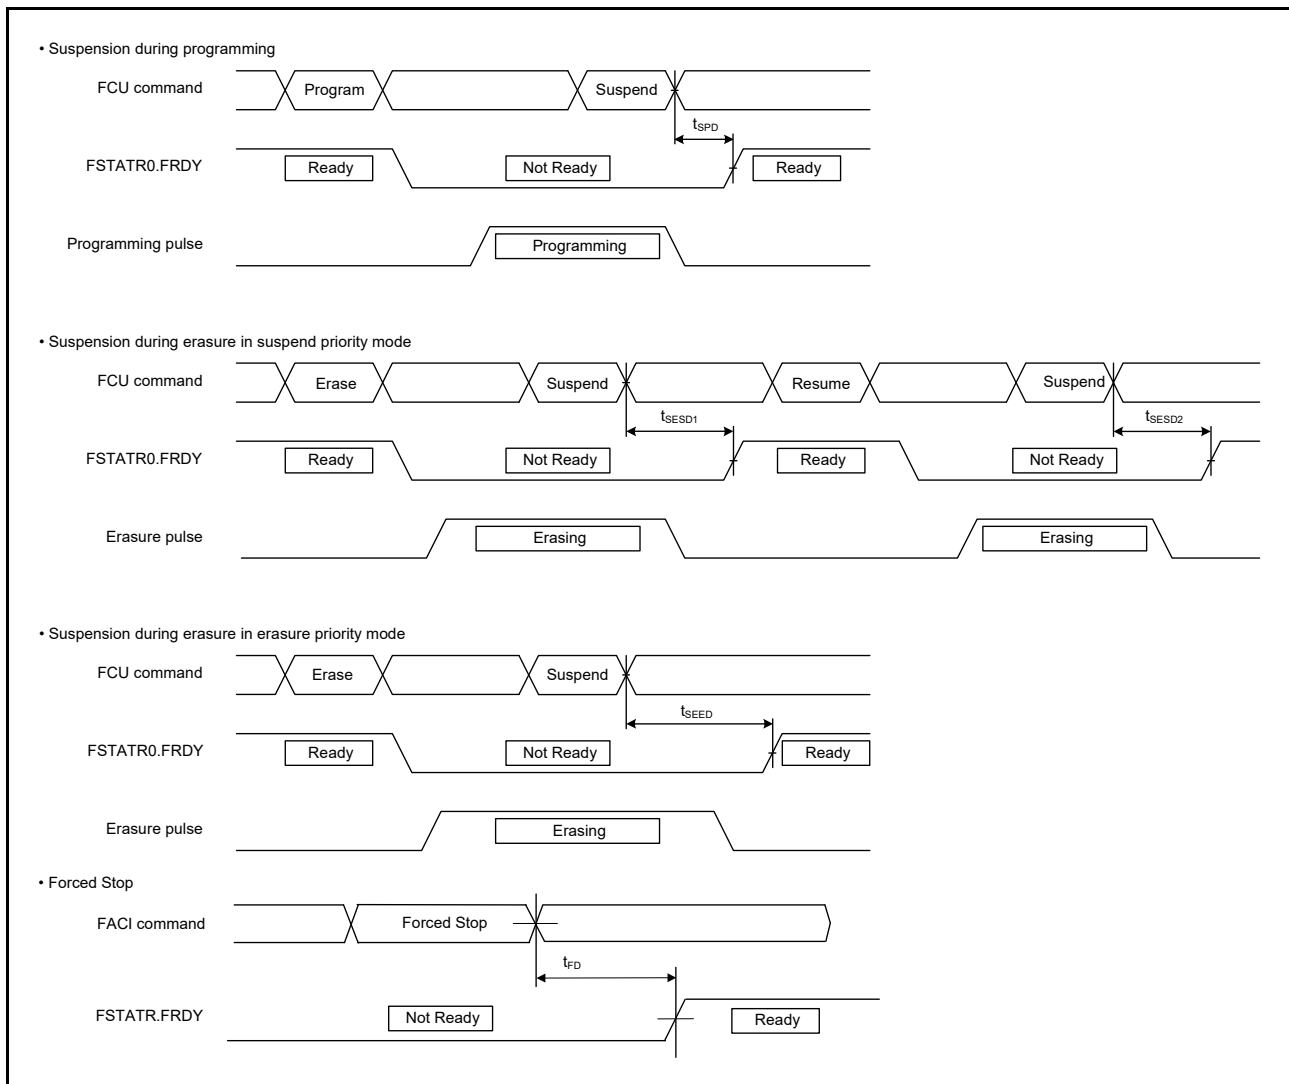 • Suspension during programming
FCU command
Program
Suspend
tSPD
FSTATR0.FRDY
Ready
Not Ready
Ready
Programming pulse
Programming
• Suspension during erasure in suspend priority mode
FCU command
Erase
Suspend
Resume
Suspend
tSESD1
tSESD2
FSTATR0.FRDY
Ready
Not Ready
Ready
Not Ready
Erasure pulse
Erasing
Erasing
• Suspension during erasure in erasure priority mode
FCU command
Erase
Suspend
tSEED
FSTATR0.FRDY
Ready
Not Ready
Ready
Erasure pulse
Erasing
• Forced Stop
FACI command
Forced Stop
tFD
FSTATR.FRDY
Not Ready
Ready